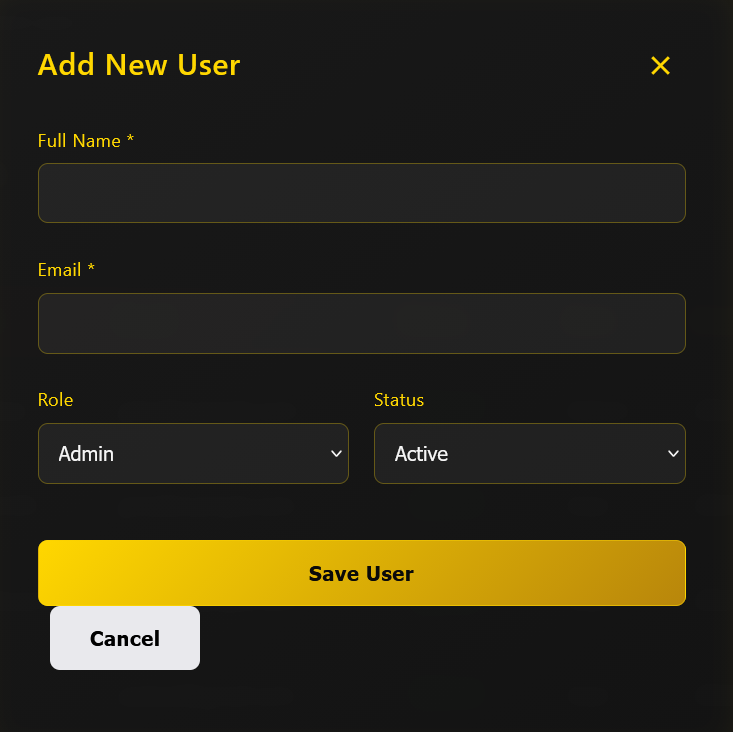 Add New User
Full Name *
Email *
Role
Status
Admin
Active
Save User
Cancel